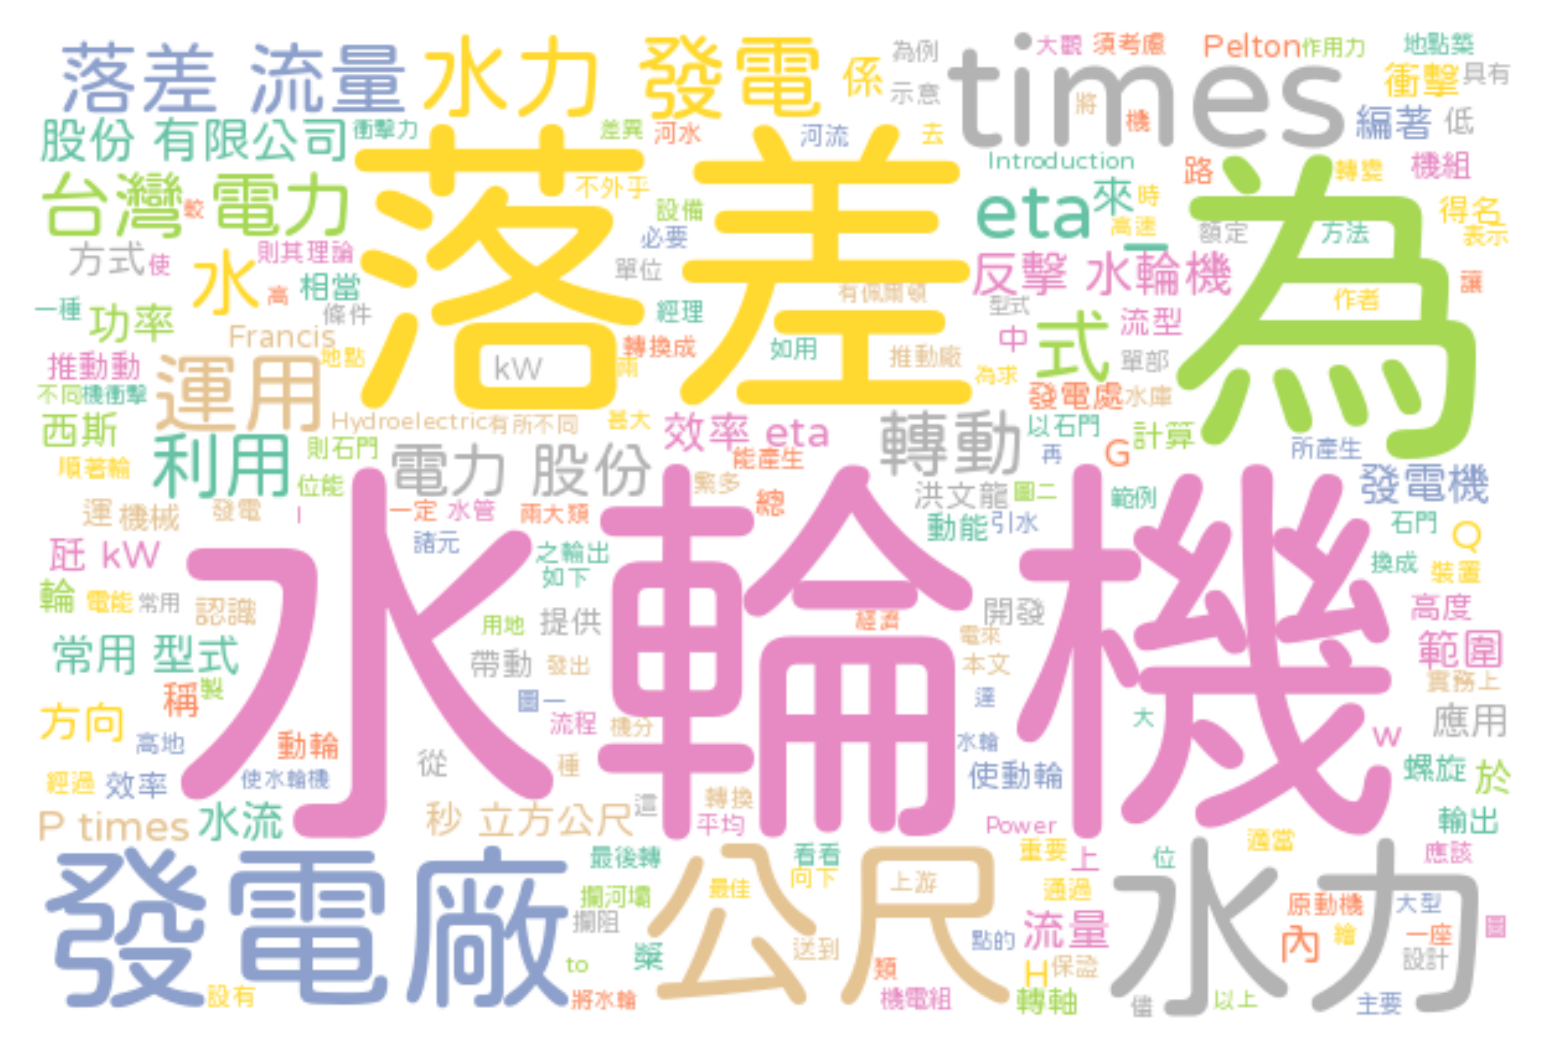 落差 流量 水力 發電 係 為例 times 大觀 須考慮 Pelton 作用力 地點築
示意 將 機 衝擊 具有
股份 有限公司 衝擊力 差異 河水 河流 去 編著 低
台灣 電力 較 不外乎 落差 Introduction 路 轉變 機組
設備 eta_ 來 時 為 得名
方式 使 則其理論 必要 高速 額定 方法 表示
水 高 相當 單位 有佩爾頓 反擊 水輪機 作者 讓
一種 功率 條件 經理 型式 中 式 流型
Francis 地點 kW 轉換成 兩 如用 推動廠 單部
推動動 運用 為求
不同機衝擊 發電處 水庫
西斯 Hydroelectric 有所不同 甚大 效率 eta 轉動 以石門 計算
順著輪 利用 則石門 電力 股份 能產生 再 G 所產生
位能 繁多 洪文龍 圖二 範例 發電機
運 機械 發電 I 一定 水管 兩大類 總 動能 引水 石門 Q
瓩 kW 諸元 之輸出 水輪機 換成 裝置
輪 電能 常用 認識 如下 開發 高度
用地 提供 經濟 電來
常用 型式 帶動 發出 本文 範圍
稱 製 圖一 達 實務上
方向 高地 動輪 流程 機分 水輪 大 w 應用
經過 效率 使水輪機 從 種 使動輪 螺旋 於
P times 水流 秒 立方公尺 這 轉換 平均 Power 輸出
發電廠 最後轉 公尺 看看 重要 上 位 適當 應該
攔河壩 最佳 向下 上游 通過 水力 原動機 大型
攔阻 流量 內 繪 一座 圖
to 槳 送到 點的 H 保證 設計
設有 將水輪 類 機電組 轉軸 儘 以上 主要